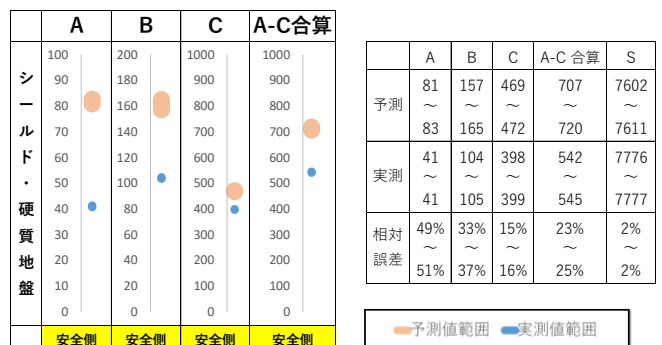 A B C A-C合算
シールド・硬質地盤
100 200 1000 1000
90 180 900 900
80 160 800 800
70 140 700 700
60 120 600 600
50 100 500 500
40 80 400 400
30 60 300 300
20 40 200 200
10 20 100 100
0 0 0 0
安全側 安全側 安全側 安全側
A B C A-C 合算 S
予測
81 157 469 707 7602
～ ～ ～ ～ ～
83 165 472 720 7611
実測
41 104 398 542 7776
～ ～ ～ ～ ～
41 105 399 545 7777
相対
誤差
49% 33% 15% 23% 2%
～ ～ ～ ～ ～
51% 37% 16% 25% 2%
予測値範囲 実測値範囲